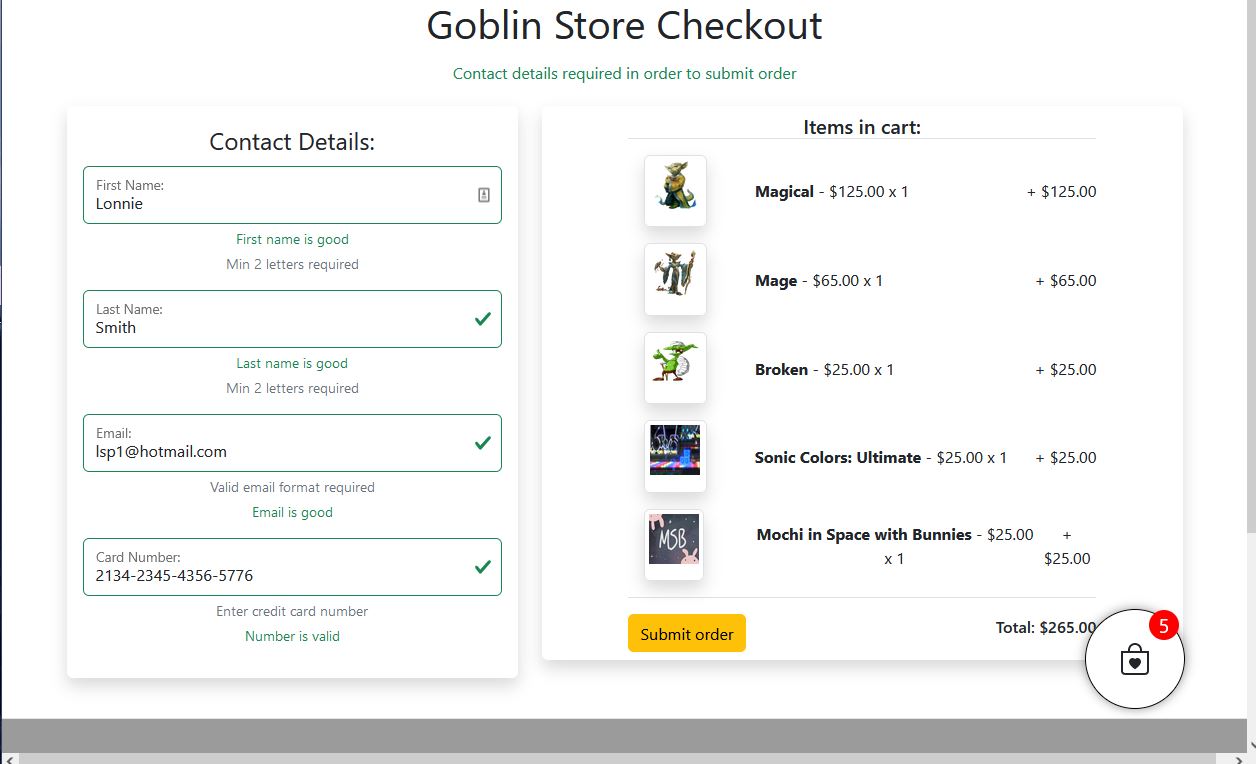 Goblin Store Checkout
Contact details required in order to submit order
Contact Details:
First Name:
Lonnie
First name is good
Min 2 letters required
Last Name:
Smith
Last name is good
Min 2 letters required
Email:
lsp1@hotmail.com
Valid email format required
Email is good
Card Number:
2134-2345-4356-5776
Enter credit card number
Number is valid
Items in cart:
Magical - $125.00 x 1 + $125.00
Mage - $65.00 x 1 + $65.00
Broken - $25.00 x 1 + $25.00
Sonic Colors: Ultimate - $25.00 x 1 + $25.00
MSB
Mochi in Space with Bunnies - $25.00 +
x 1 $25.00
Submit order
Total: $265.00
5